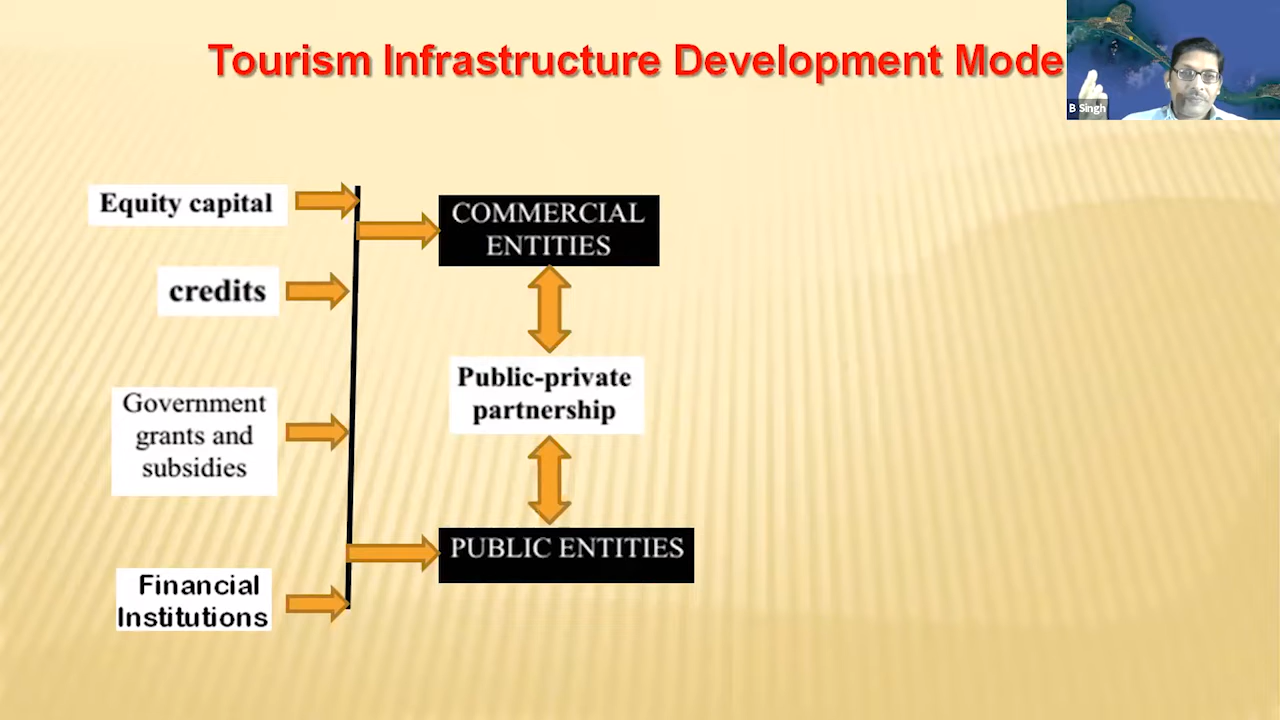 Tourism Infrastructure Development Mode
B Singh
Equity capital
credits
Government
grants and
subsidies
Financial
Institutions
COMMERCIAL
ENTITIES
Public-private
partnership
PUBLIC ENTITIES